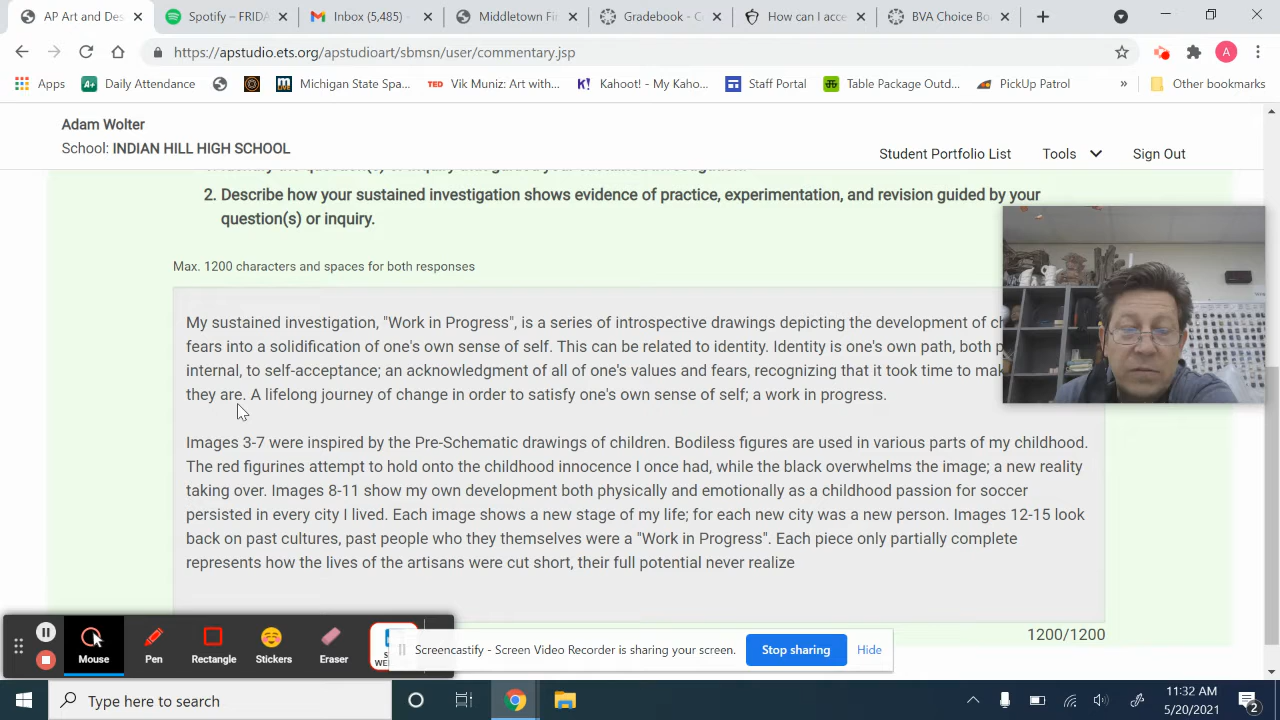 AP Art and Des
Spotify – FRIDA
Inbox (5,485) -
Middletown Fi
Gradebook - C
How can I acce
BVA Choice Bo
https://apstudio.ets.org/apstudioart/sbmsn/user/commentary.jsp
A
Apps
Daily Attendance
Michigan State Spa...
TED
Vik Muniz: Art with...
K! Kahoot! - My Kaho...
Staff Portal
Table Package Outd...
PickUp Patrol
»
Other bookmarks
Adam Wolter
School: INDIAN HILL HIGH SCHOOL
Student Portfolio List
Tools
Sign Out
1. Identify the question(s) or inquiry that guided your sustained investigation.
2. Describe how your sustained investigation shows evidence of practice, experimentation, and revision guided by your
question(s) or inquiry.
Max. 1200 characters and spaces for both responses
My sustained investigation, "Work in Progress", is a series of introspective drawings depicting the development of
fears into a solidification of one's own sense of self. This can be related to identity. Identity is one's own path, both
internal, to self-acceptance; an acknowledgment of all of one's values and fears, recognizing that it took time to
they are. A lifelong journey of change in order to satisfy one's own sense of self; a work in progress.
Images 3-7 were inspired by the Pre-Schematic drawings of children. Bodiless figures are used in various parts of my childhood.
The red figurines attempt to hold onto the childhood innocence I once had, while the black overwhelms the image; a new reality
taking over. Images 8-11 show my own development both physically and emotionally as a childhood passion for soccer
persisted in every city I lived. Each image shows a new stage of my life; for each new city was a new person. Images 12-15 look
back on past cultures, past people who they themselves were a "Work in Progress". Each piece only partially complete
represents how the lives of the artisans were cut short, their full potential never realize
1200/1200
Mouse
Pen
Rectangle
Stickers
Eraser
Screencastify - Screen Video Recorder is sharing your screen.
Stop sharing
Hide
Type here to search
11:32 AM
5/20/2021
2